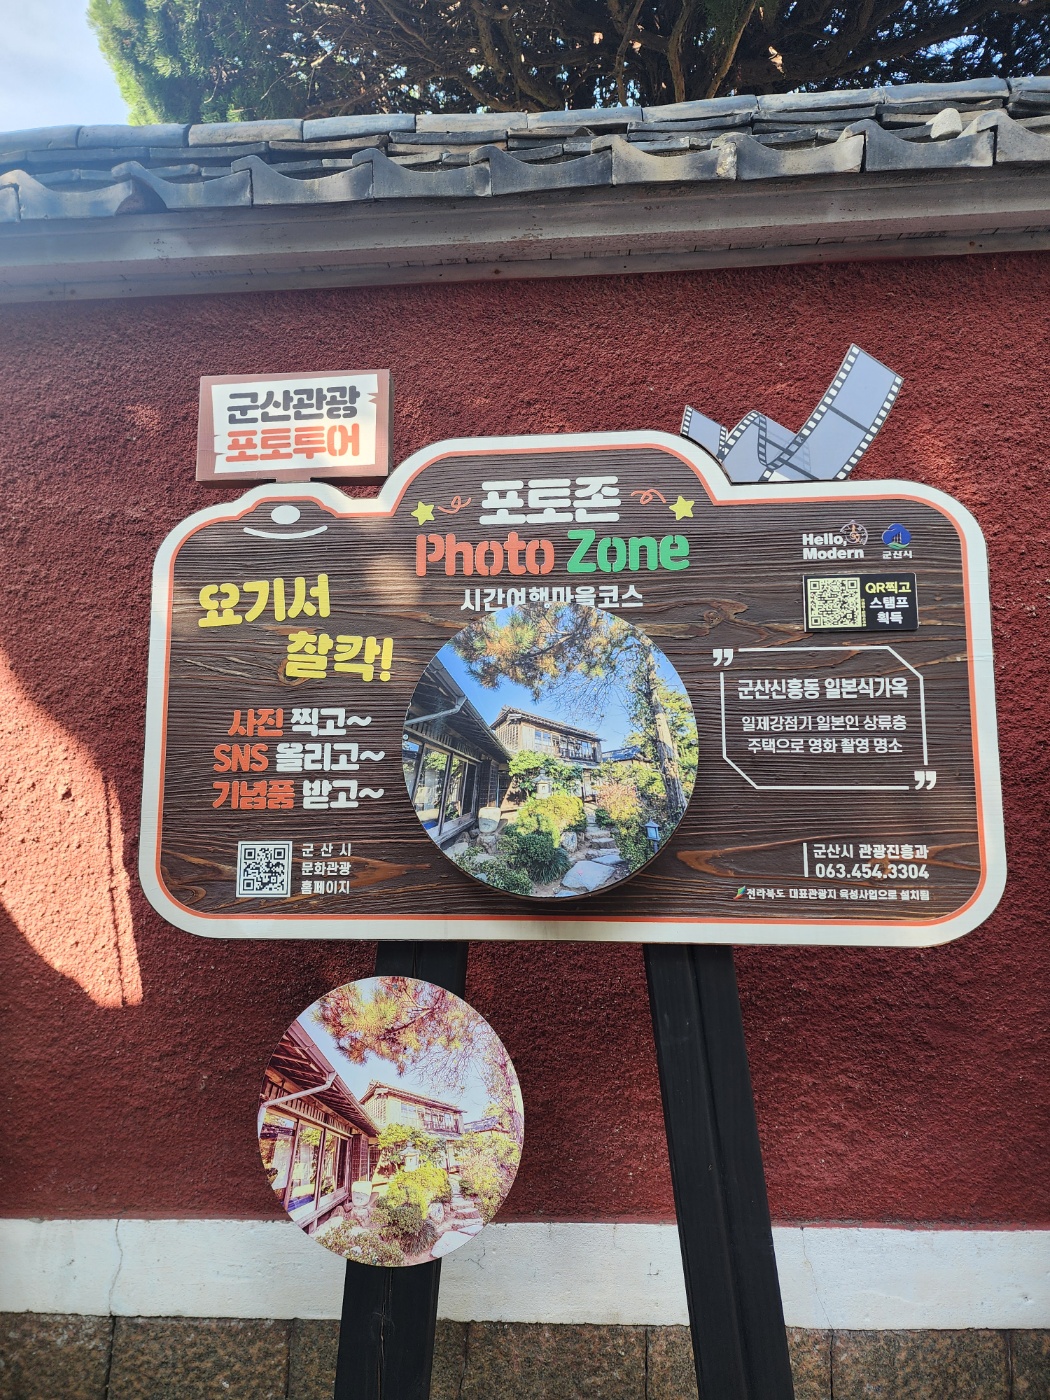 군산관광
포토투어
포토존
Photo Zone
시간여행마을코스
요기서
찰칵!
사진 찍고~
SNS 올리고~
기념품 받고~
군 산 시
문화관광
홈페이지
Hello,
Modern
군산시
QR찍고
스탬프
획득
군산신흥동 일본식가옥
일제강점기 일본인 상류층
주택으로 영화 촬영 명소
군산시 관광진흥과
063.454.3304
전라북도 대표관광지 육성사업으로 설치됨